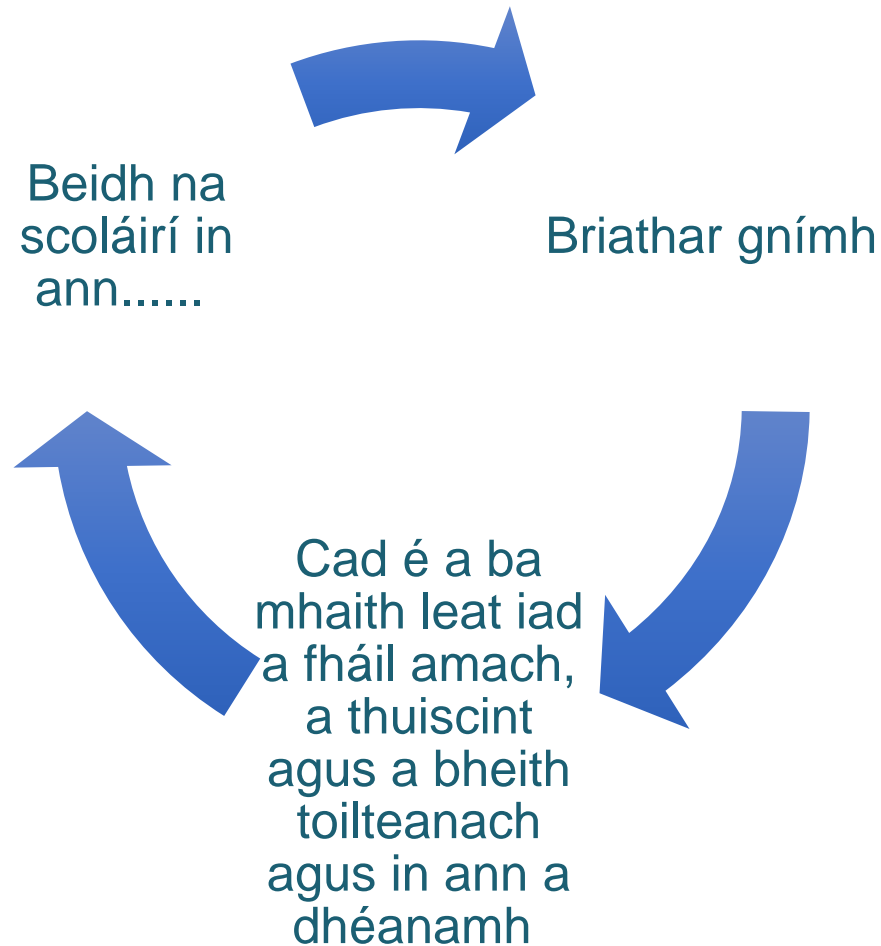 Beidh na
scoláirí in
ann......
Briathar gnímh
Cad é a ba
mhaith leat iad
a fháil amach,
a thuiscint
agus a bheith
toilteanach
agus in ann a
dhéanamh